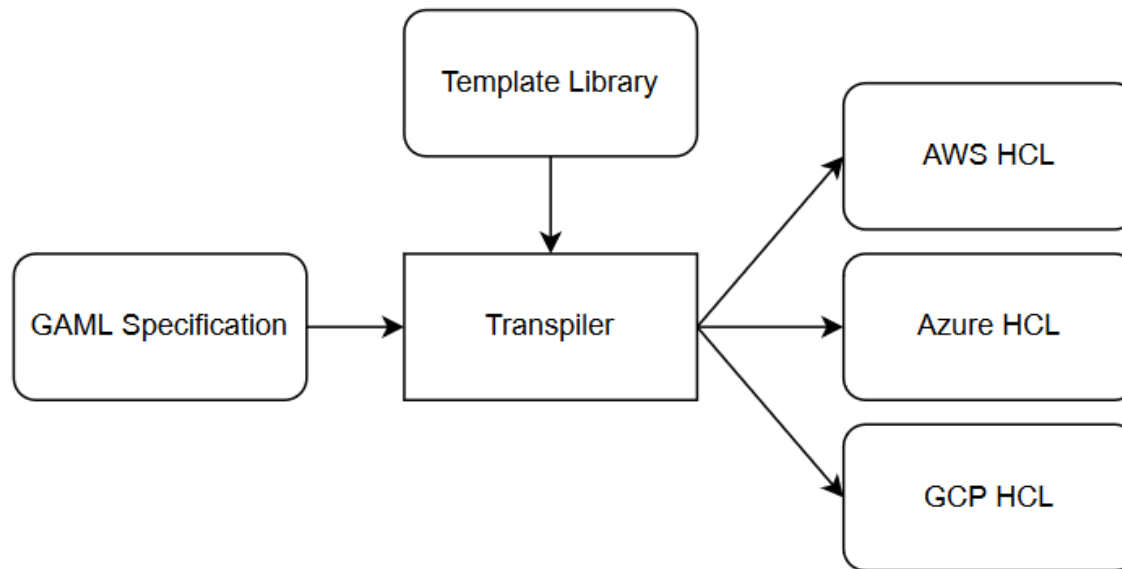 Template Library
AWS HCL
GAML Specification
Transpiler
Azure HCL
GCP HCL